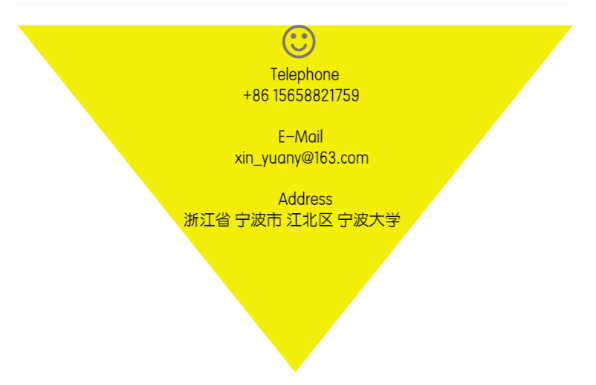 Telephone
+86 15658821759
E-Mail
xin_yuany@163.com
Address
浙江省 宁波市 江北区 宁波大学